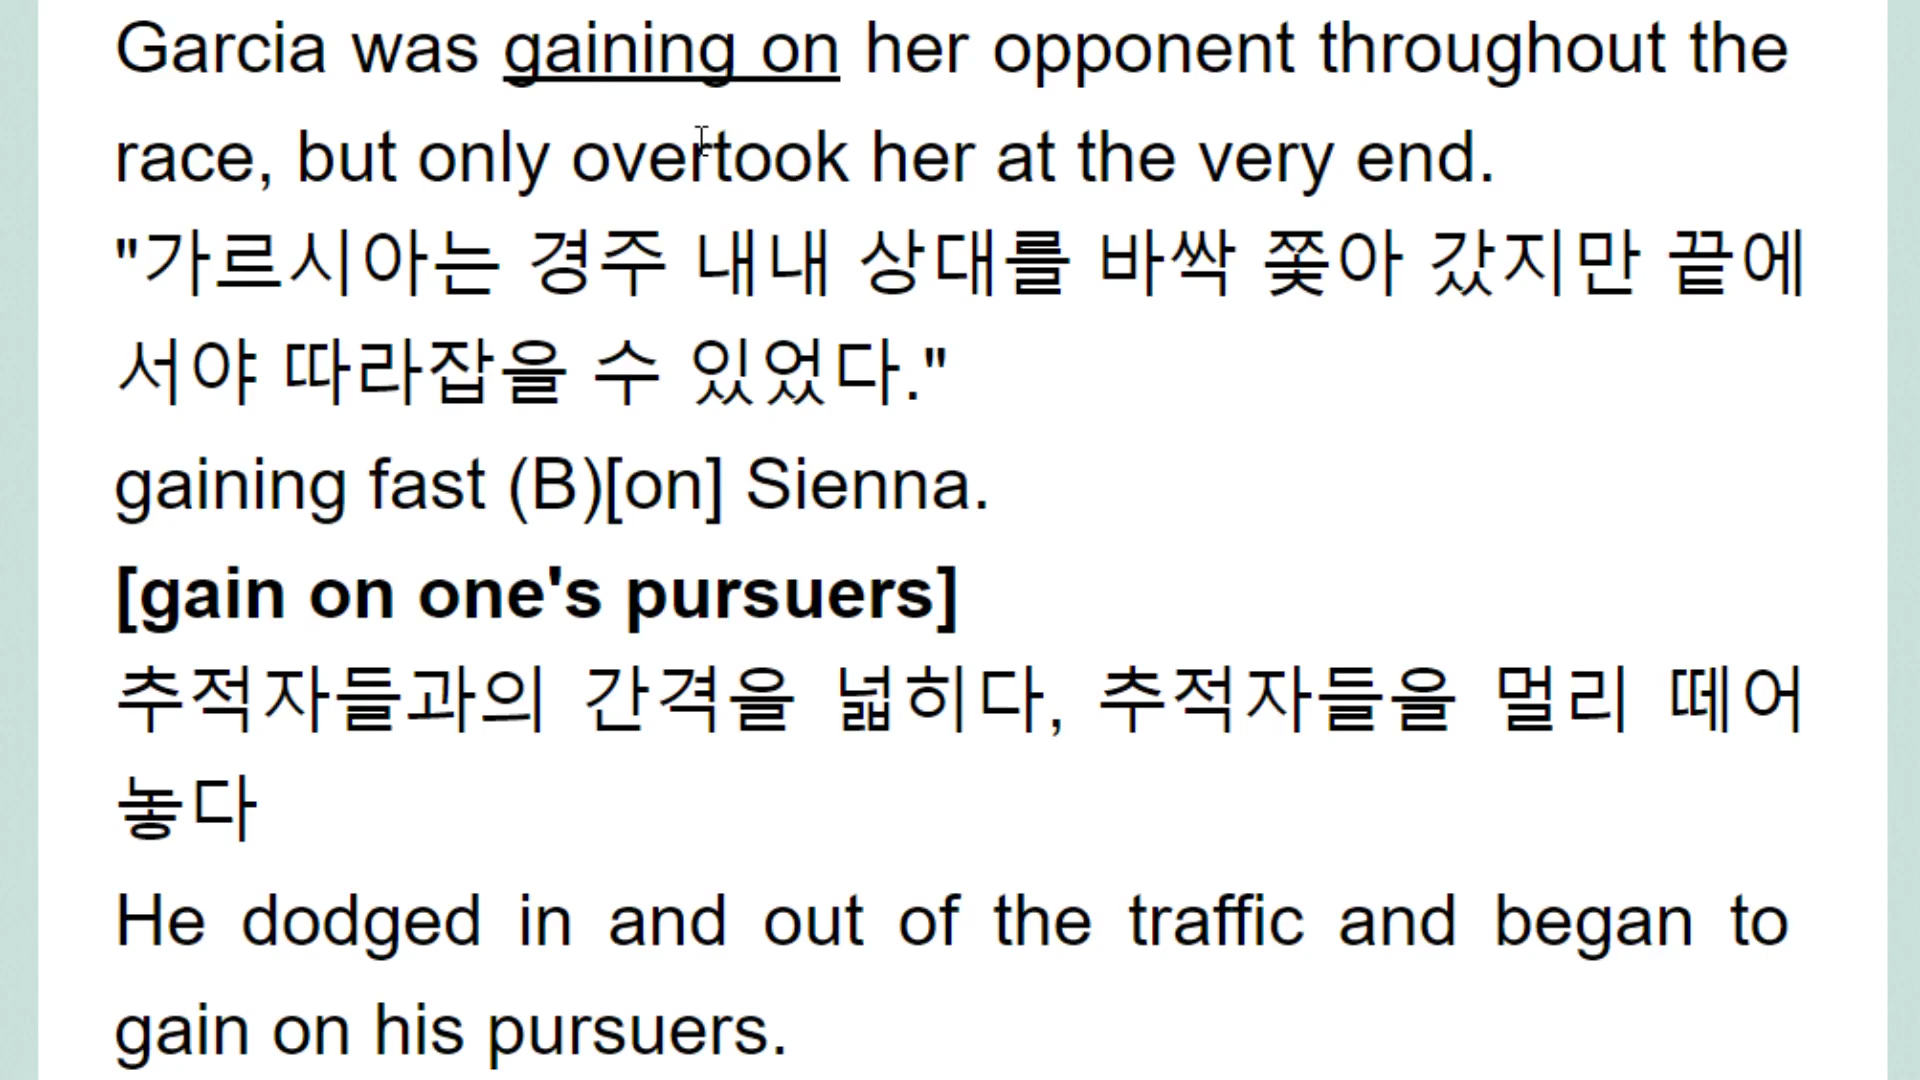 Garcia was gaining on her opponent throughout the
race, but only overtook her at the very end.
"가르시아는 경주 내내 상대를 바싹 쫓아 갔지만 끝에
서야 따라잡을 수 있었다."
gaining fast (B)[on] Sienna.
[gain on one's pursuers]
추적자들과의 간격을 넓히다, 추적자들을 멀리 떼어
놓다
He dodged in and out of the traffic and began to
gain on his pursuers.